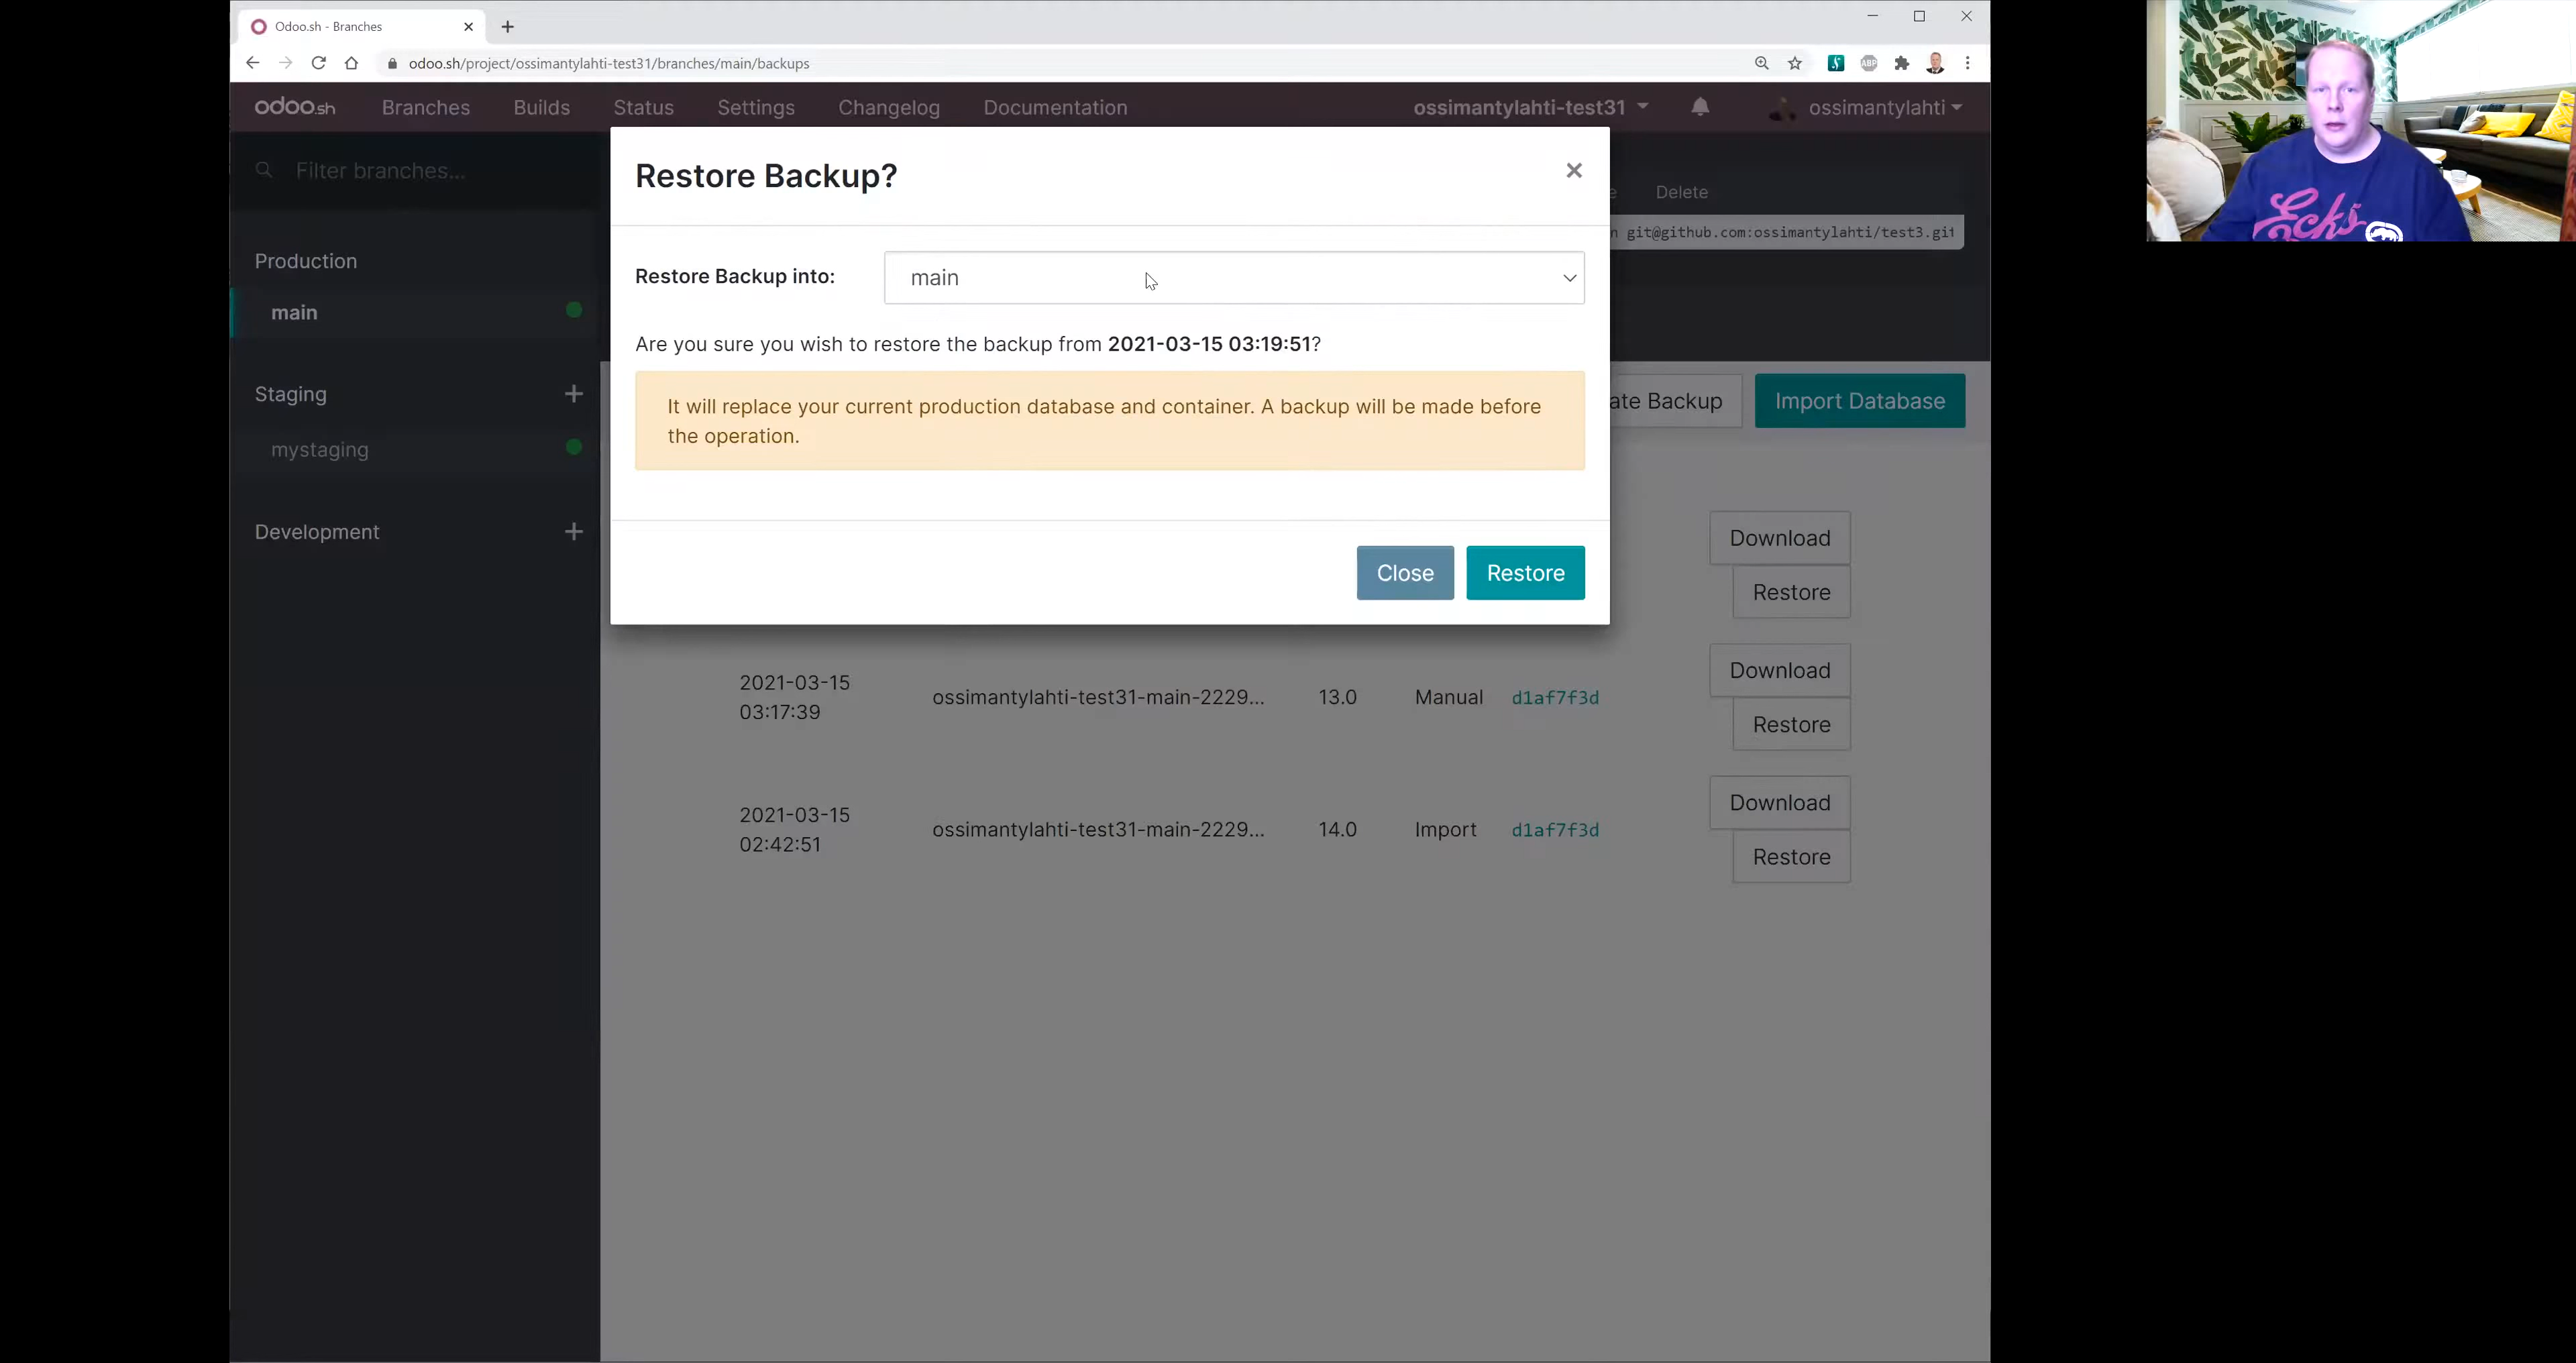 Odoo.sh - Branches
odoo.sh/project/ossimantylahti-test31/branches/main/backups
ABP
odoo.sh Branches Builds Status Settings Changelog Documentation ossimantylahti-test31 ossimantylahti
Filter branches...
Production
main
Staging
mystaging
Development
Restore Backup?
Restore Backup into: main
Are you sure you wish to restore the backup from 2021-03-15 03:19:51?
It will replace your current production database and container. A backup will be made before
the operation.
Close Restore
e Delete
n git@github.com:ossimantylahti/test3.git
ate Backup Import Database
Download
Restore
2021-03-15
03:17:39
ossimantylahti-test31-main-2229... 13.0 Manual d1af7f3d
Download
Restore
2021-03-15
02:42:51
ossimantylahti-test31-main-2229... 14.0 Import d1af7f3d
Download
Restore
Ecko